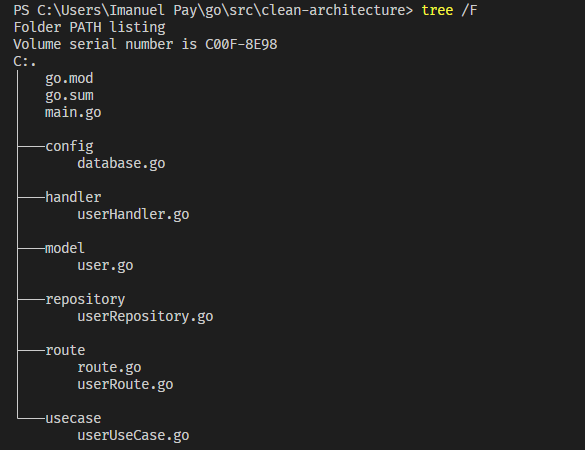 PS C:\Users\Imanuel Pay\go\src\clean-architecture> tree /F
Folder PATH listing
Volume serial number is C00F-8E98
C:.
│   go.mod
│   go.sum
│   main.go
│
├───config
│       database.go
│
├───handler
│       userHandler.go
│
├───model
│       user.go
│
├───repository
│       userRepository.go
│
├───route
│       route.go
│       userRoute.go
│
└───usecase
        userUseCase.go